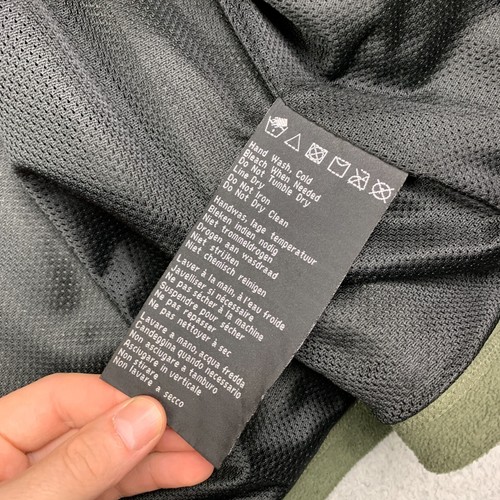 Hand Wash, Cold
Bleach When Needed
Do Not Tumble Dry
Line Dry
Do Not Iron
Do Not Dry Clean
Handwas, lage temperatuur
Bleken indien nodig
Niet trommeldrogen
Drogen aan wasdraad
Niet strijken
Niet chemisch reinigen
Laver à la main, à l'eau froide
Javelliser si nécessaire
Ne pas sécher à la machine
Suspendre pour sécher
Ne pas repasser
Ne pas nettoyer à sec
Lavare a mano, acqua fredda
Candeggina quando necessario
Non asciugare a tamburo
Asciugare in verticale
Non lavare a secco